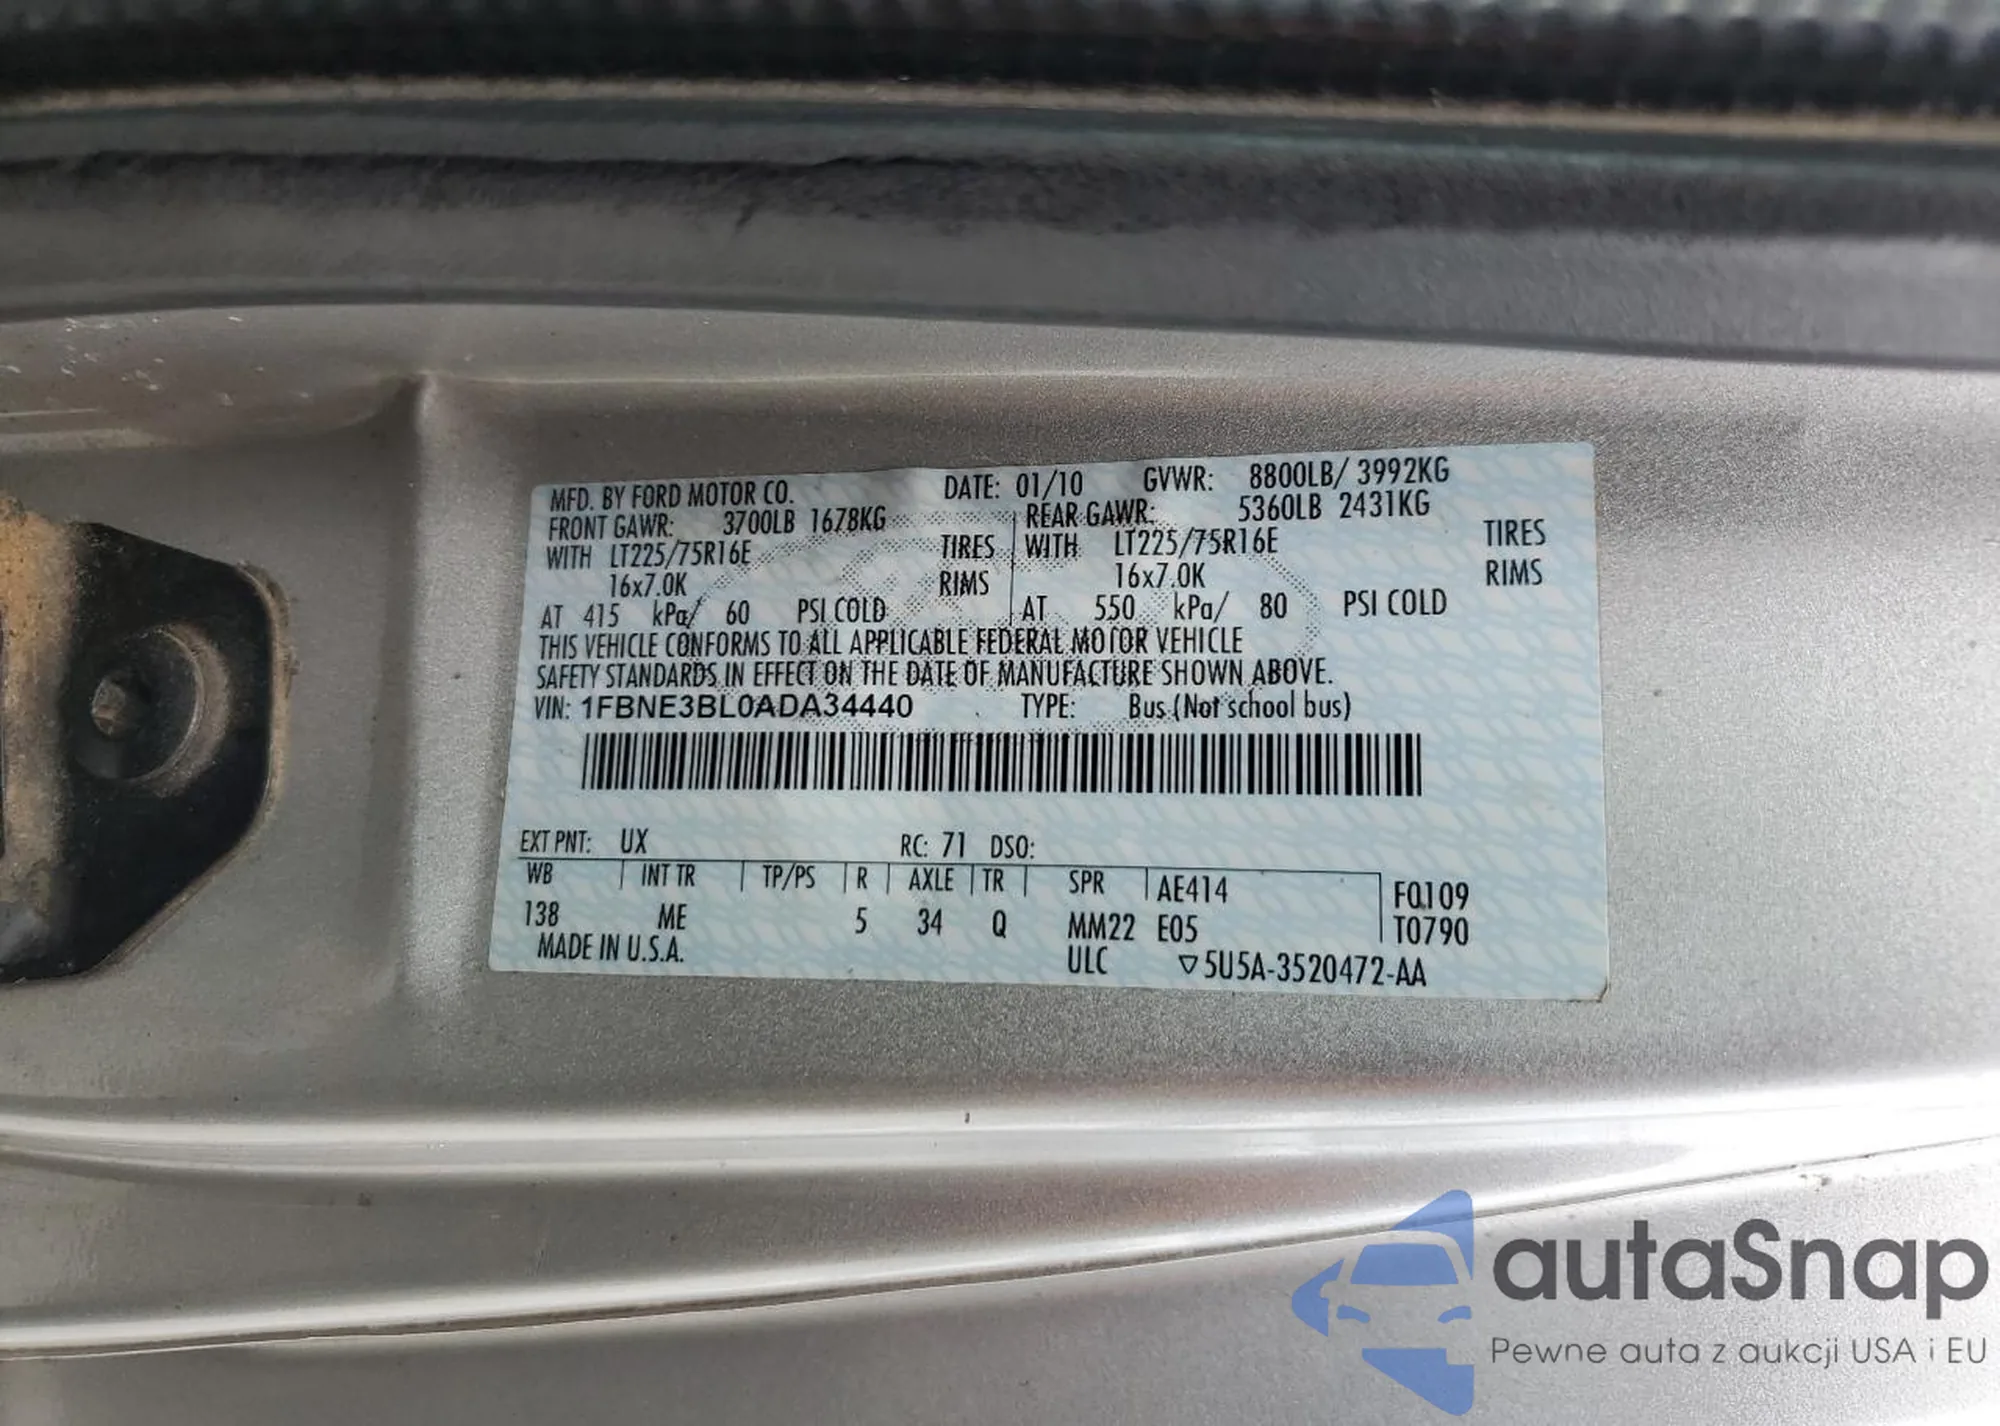 MFD. BY FORD MOTOR CO. DATE: 01/10 GVWR: 8800LB/ 3992KG
FRONT GAWR: 3700LB 1678KG REAR GAWR: 5360LB 2431KG
WITH LT225/75R16E TIRES WITH LT225/75R16E TIRES
16x7.0K RIMS 16x7.0K RIMS
AT 415 kPa/ 60 PSI COLD AT 550 kPa/ 80 PSI COLD
THIS VEHICLE CONFORMS TO ALL APPLICABLE FEDERAL MOTOR VEHICLE
SAFETY STANDARDS IN EFFECT ON THE DATE OF MANUFACTURE SHOWN ABOVE.
VIN: 1FBNE3BL0ADA34440 TYPE: Bus (Not school bus)
EXT PNT: UX RC: 71 DSO:
WB INT TR TP/PS R AXLE TR SPR AE414 F0109
138 ME 5 34 Q MM22 E05 T0790
MADE IN U.S.A. ULC ▽5U5A-3520472-AA
autaSnap
Pewne auta z aukcji USA i EU